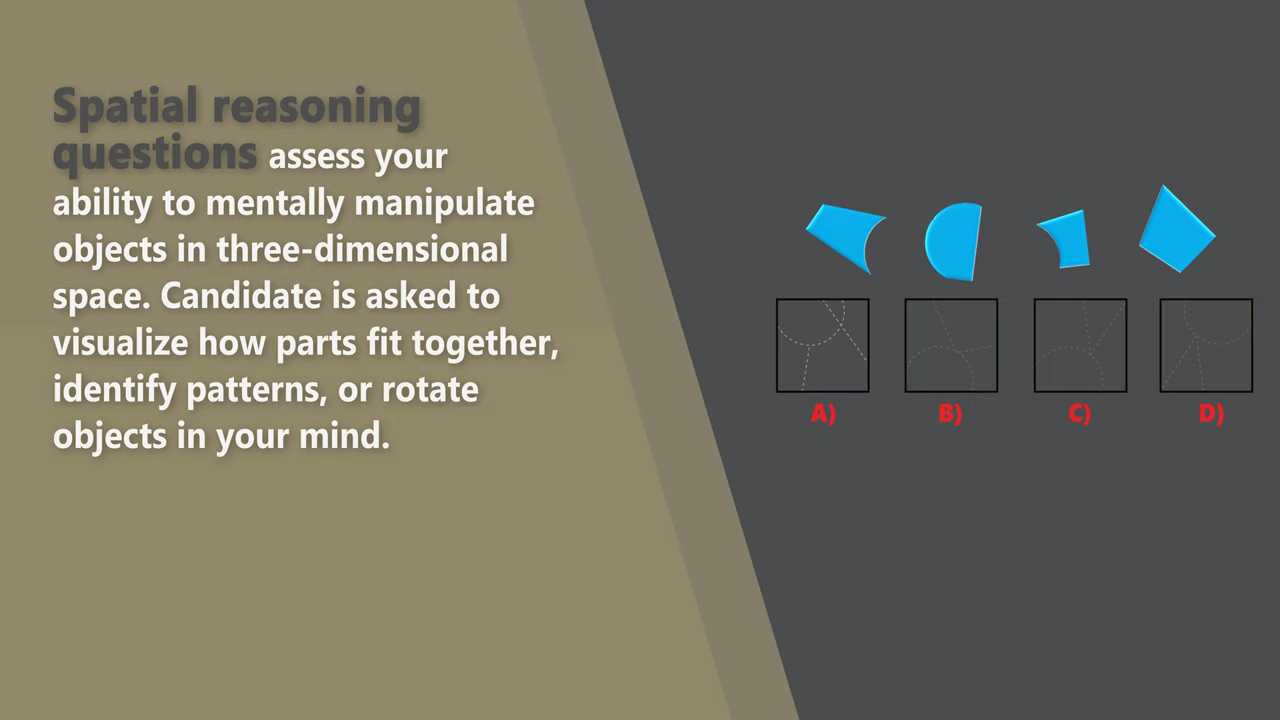 Spatial reasoning
questions assess your
ability to mentally manipulate
objects in three-dimensional
space. Candidate is asked to
visualize how parts fit together,
identify patterns, or rotate
objects in your mind.
A) B) C) D)